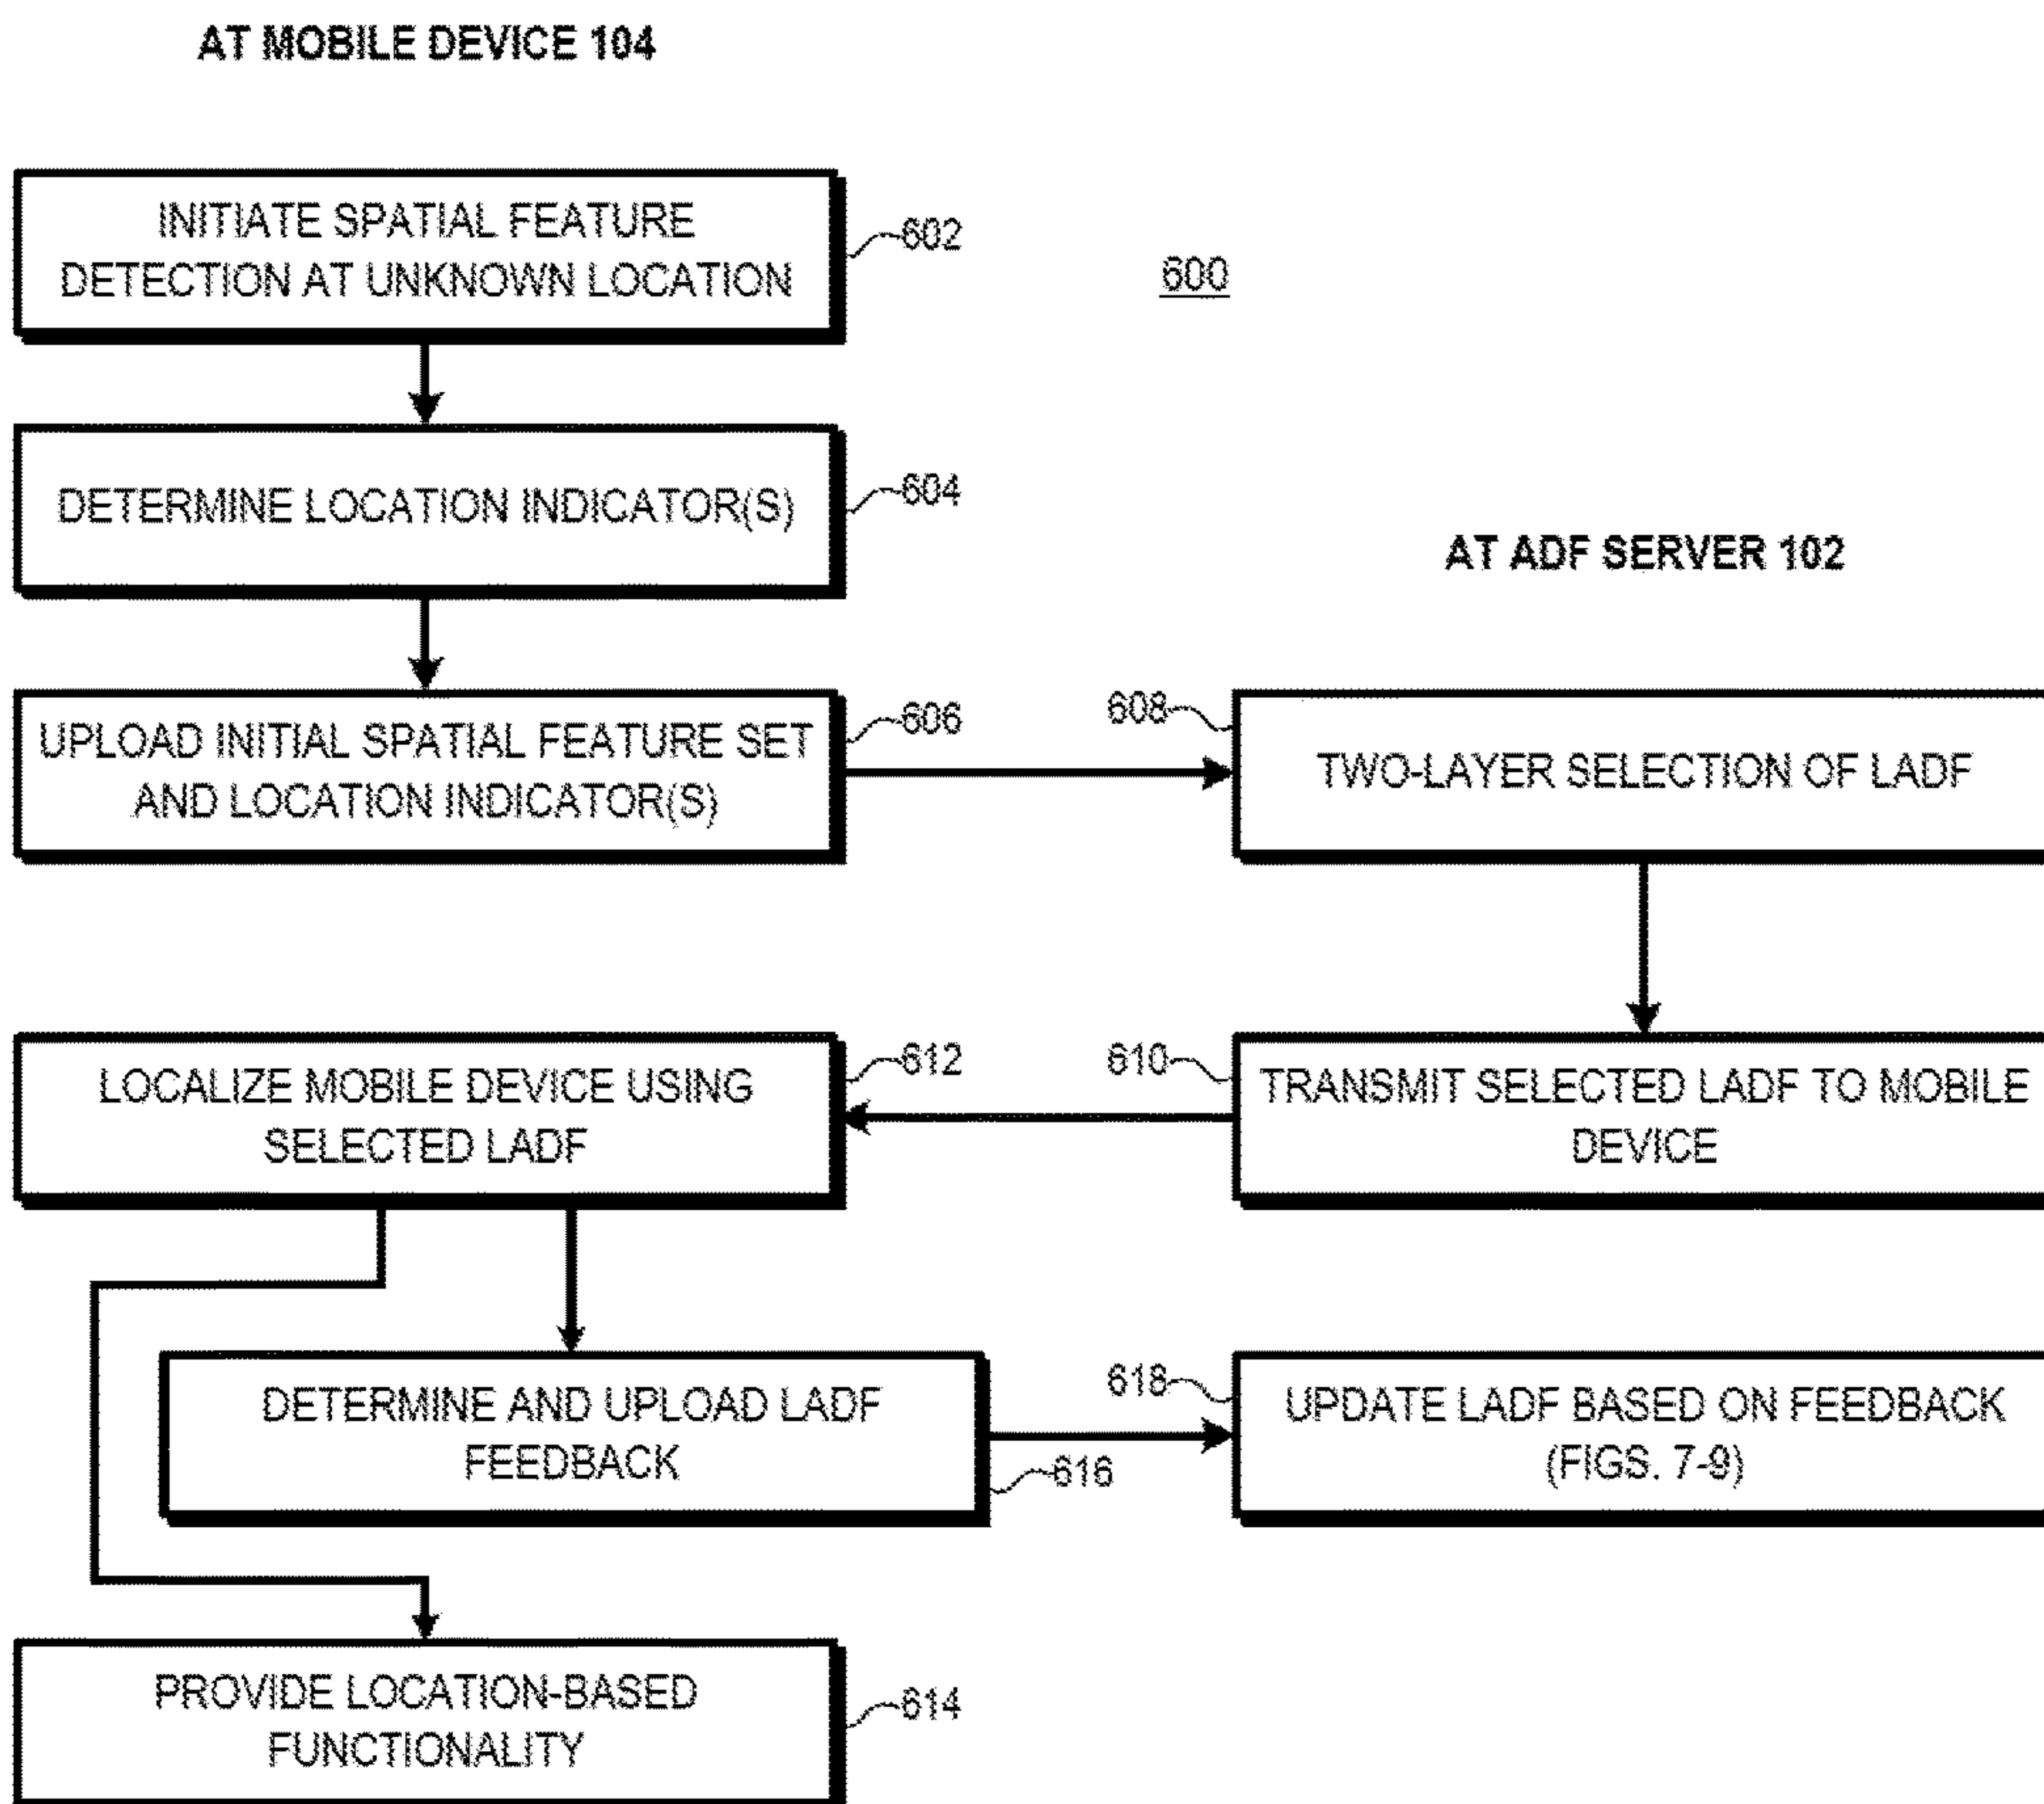 AT MOBILE DEVICE 104
INITIATE SPATIAL FEATURE
DETECTION AT UNKNOWN LOCATION
602
600
DETERMINE LOCATION INDICATOR(S)
604
AT ADF SERVER 102
UPLOAD INITIAL SPATIAL FEATURE SET
AND LOCATION INDICATOR(S)
606
608
TWO-LAYER SELECTION OF LADF
LOCALIZE MOBILE DEVICE USING
SELECTED LADF
612
610
TRANSMIT SELECTED LADF TO MOBILE
DEVICE
DETERMINE AND UPLOAD LADF
FEEDBACK
616
618
UPDATE LADF BASED ON FEEDBACK
(FIGS. 7-9)
PROVIDE LOCATION-BASED
FUNCTIONALITY
614